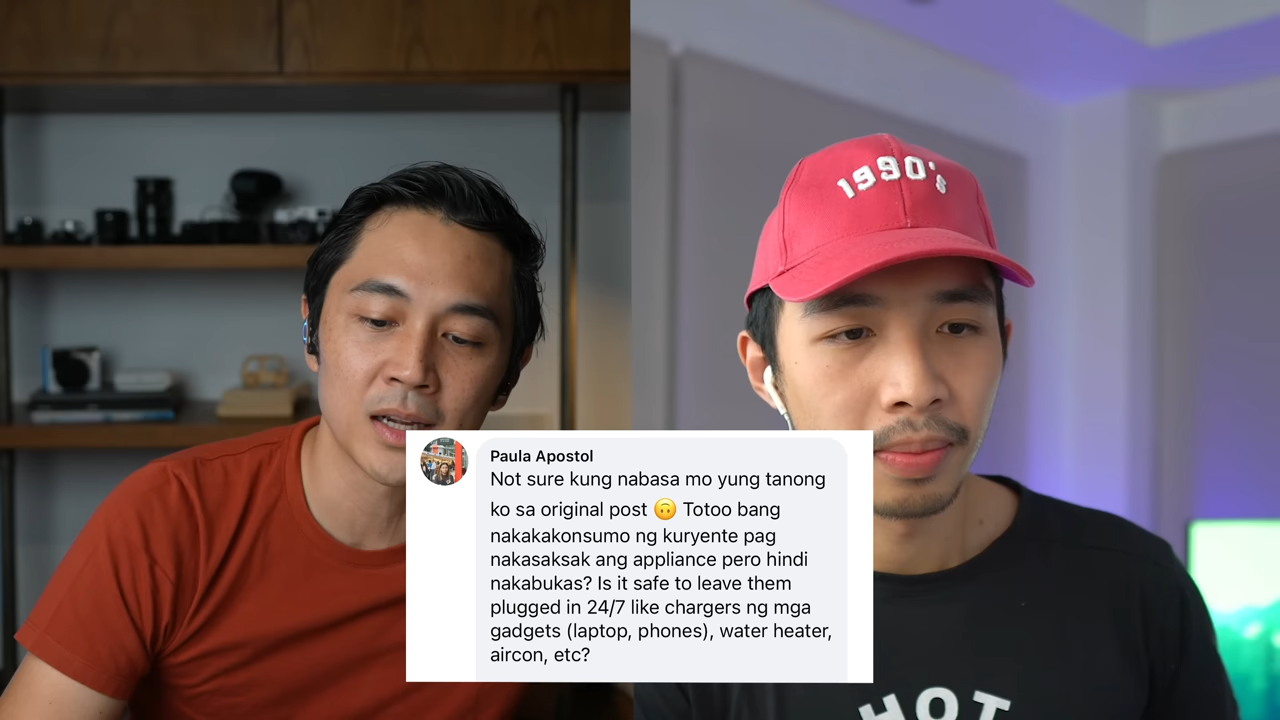 1990's
Paula Apostol
Not sure kung nabasa mo yung tanong
ko sa original post 🙃 Totoo bang
nakakakonsumo ng kuryente pag
nakasaksak ang appliance pero hindi
nakabukas? Is it safe to leave them
plugged in 24/7 like chargers ng mga
gadgets (laptop, phones), water heater,
aircon, etc?
HOT